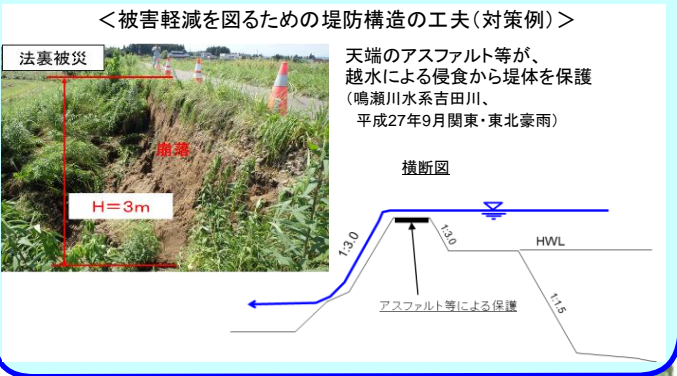 ＜被害軽減を図るための堤防構造の工夫（対策例）＞
法裏被災
崩落
H=3m
天端のアスファルト等が、
越水による侵食から堤体を保護
（鳴瀬川水系吉田川、
平成27年9月関東・東北豪雨）
横断図
1:3.0
1:3.0
HWL
1:1.5
アスファルト等による保護